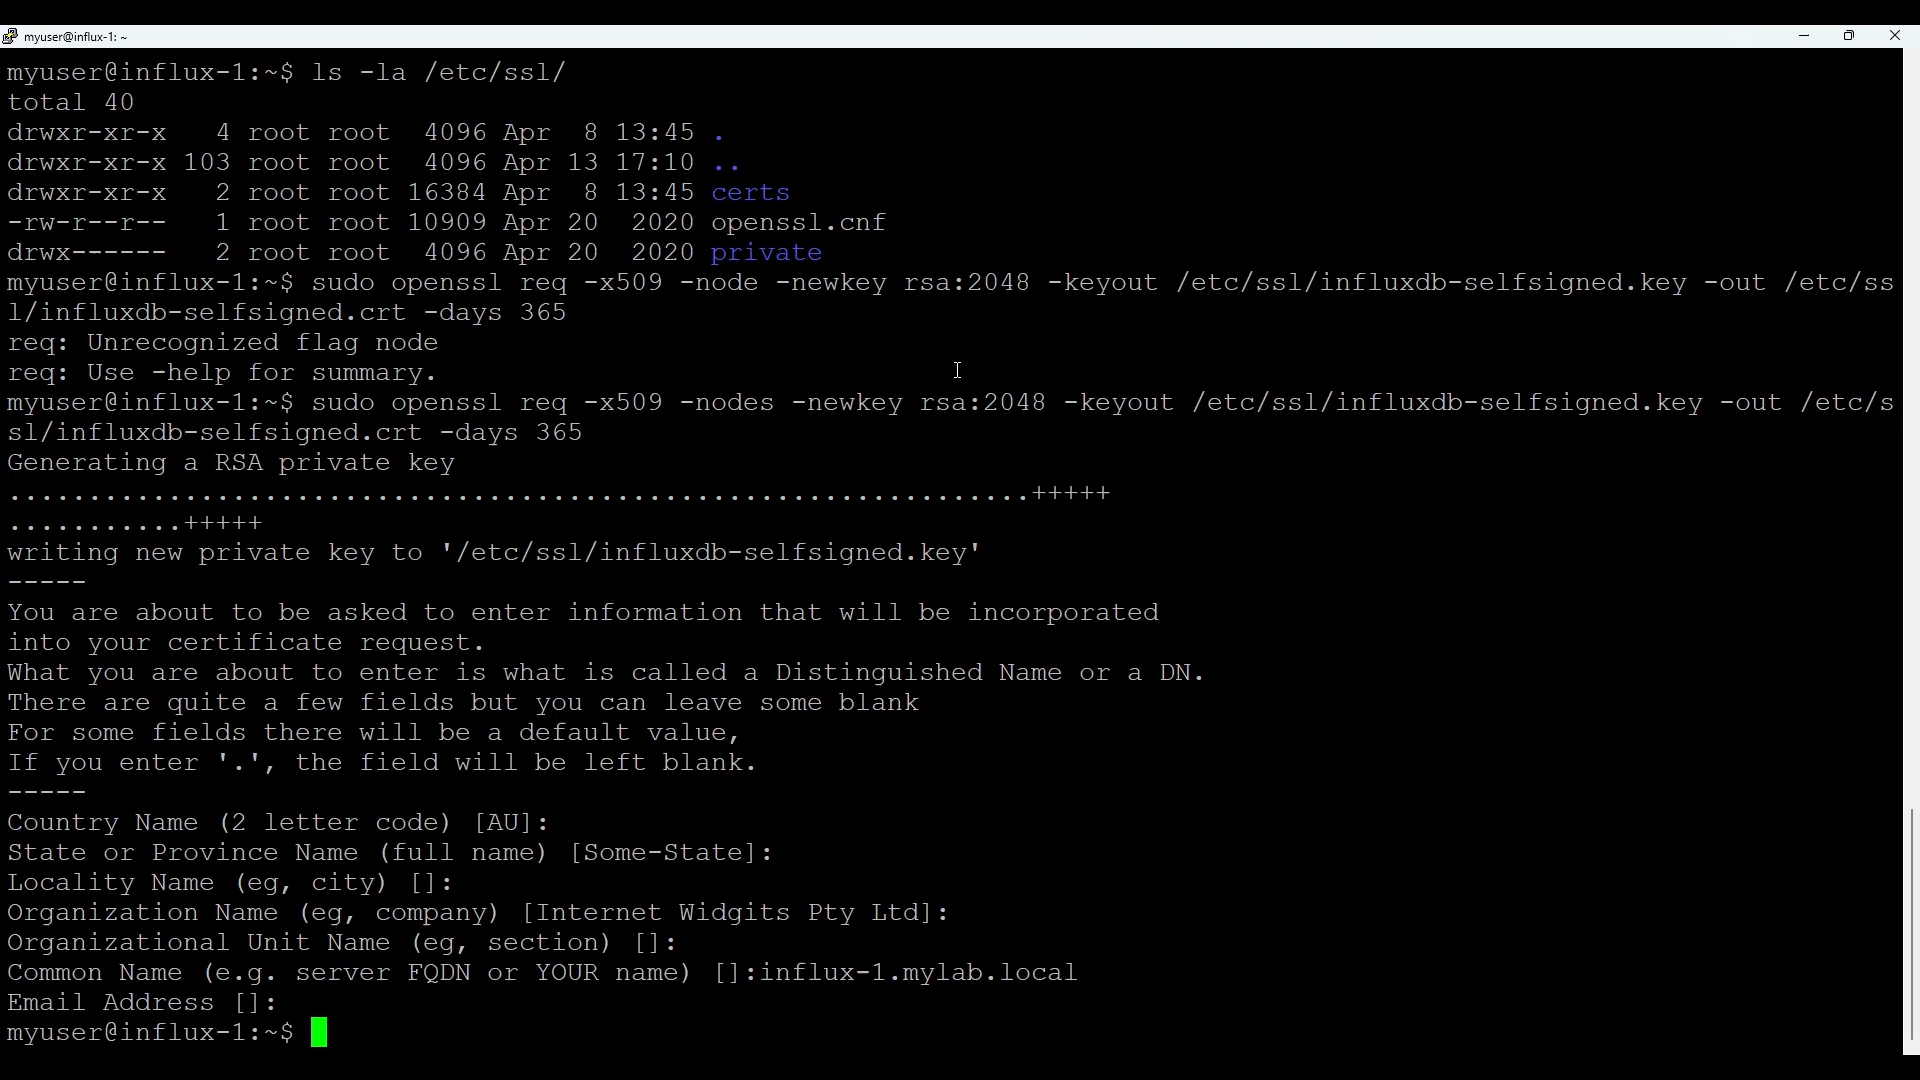 myuser@influx-1: ~
myuser@influx-1:~$ ls -la /etc/ssl/
total 40
drwxr-xr-x   4 root root  4096 Apr  8 13:45 .
drwxr-xr-x 103 root root  4096 Apr 13 17:10 ..
drwxr-xr-x   2 root root 16384 Apr  8 13:45 certs
-rw-r--r--   1 root root 10909 Apr 20  2020 openssl.cnf
drwx------   2 root root  4096 Apr 20  2020 private
myuser@influx-1:~$ sudo openssl req -x509 -node -newkey rsa:2048 -keyout /etc/ssl/influxdb-selfsigned.key -out /etc/ss
l/influxdb-selfsigned.crt -days 365
req: Unrecognized flag node
req: Use -help for summary.
myuser@influx-1:~$ sudo openssl req -x509 -nodes -newkey rsa:2048 -keyout /etc/ssl/influxdb-selfsigned.key -out /etc/s
sl/influxdb-selfsigned.crt -days 365
Generating a RSA private key
................................................................+++++
...........+++++
writing new private key to '/etc/ssl/influxdb-selfsigned.key'
-----
You are about to be asked to enter information that will be incorporated
into your certificate request.
What you are about to enter is what is called a Distinguished Name or a DN.
There are quite a few fields but you can leave some blank
For some fields there will be a default value,
If you enter '.', the field will be left blank.
-----
Country Name (2 letter code) [AU]:
State or Province Name (full name) [Some-State]:
Locality Name (eg, city) []:
Organization Name (eg, company) [Internet Widgits Pty Ltd]:
Organizational Unit Name (eg, section) []:
Common Name (e.g. server FQDN or YOUR name) []:influx-1.mylab.local
Email Address []:
myuser@influx-1:~$